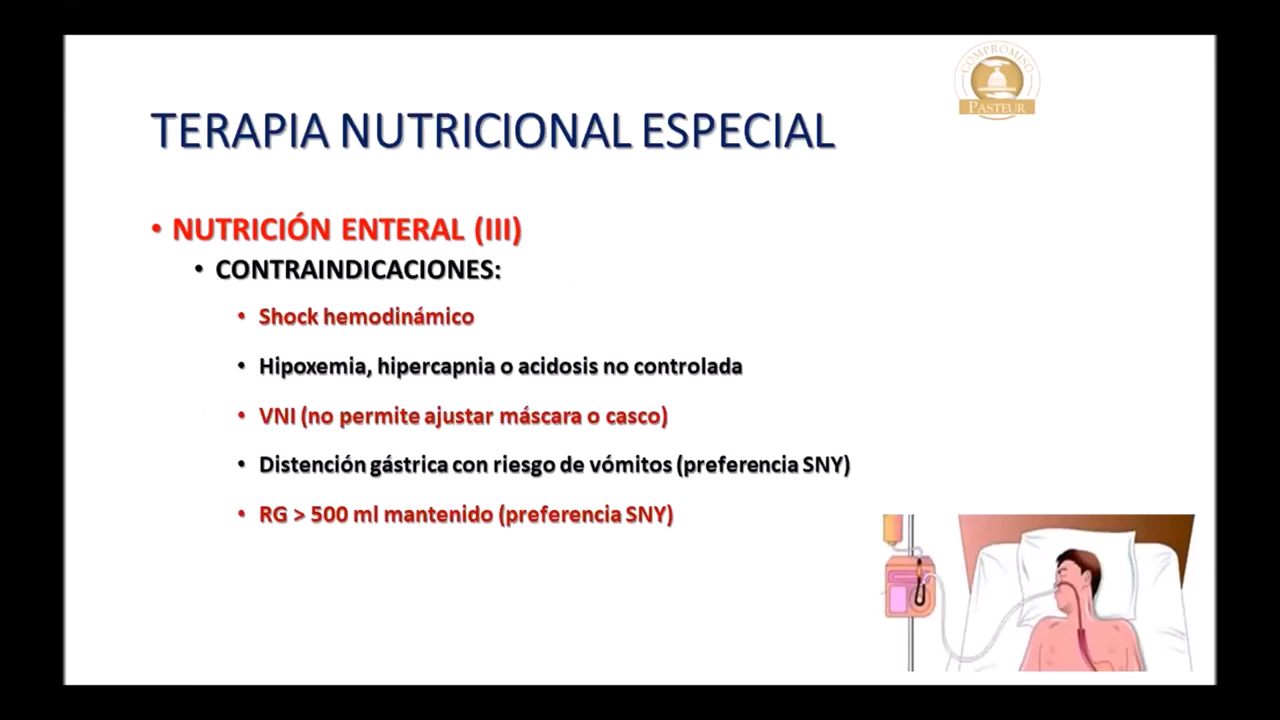 COMPROMISO
PASTEUR
TERAPIA NUTRICIONAL ESPECIAL
• NUTRICIÓN ENTERAL (III)
• CONTRAINDICACIONES:
• Shock hemodinámico
• Hipoxemia, hipercapnia o acidosis no controlada
• VNI (no permite ajustar máscara o casco)
• Distención gástrica con riesgo de vómitos (preferencia SNY)
• RG > 500 ml mantenido (preferencia SNY)